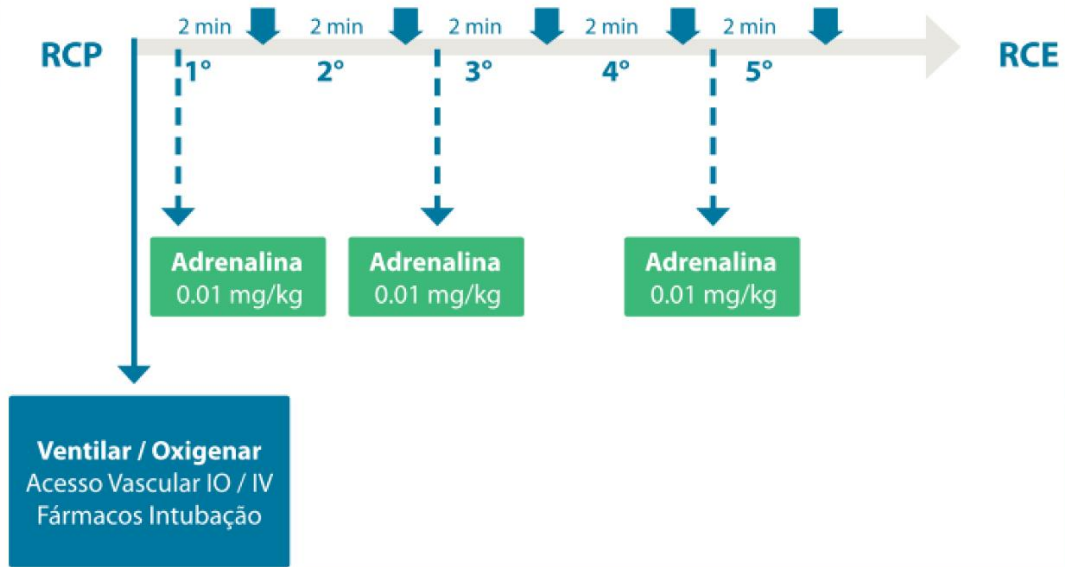 2 min
2 min
2 min
2 min
2 min
RCP
1°
2°
3°
4°
5°
RCE
Adrenalina
0.01 mg/kg
Adrenalina
0.01 mg/kg
Adrenalina
0.01 mg/kg
Ventilar / Oxigenar
Acesso Vascular IO / IV
Fármacos Intubação